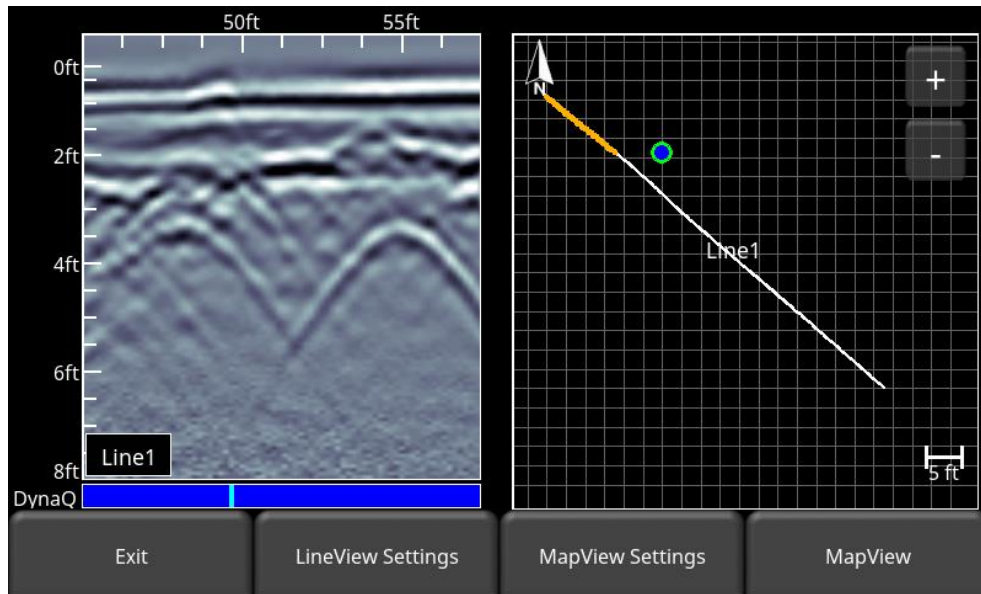 50ft 55ft
0ft
2ft
4ft
6ft
8ft
Line1
DynaQ
N
+
-
Line1
5 ft
Exit LineView Settings MapView Settings MapView